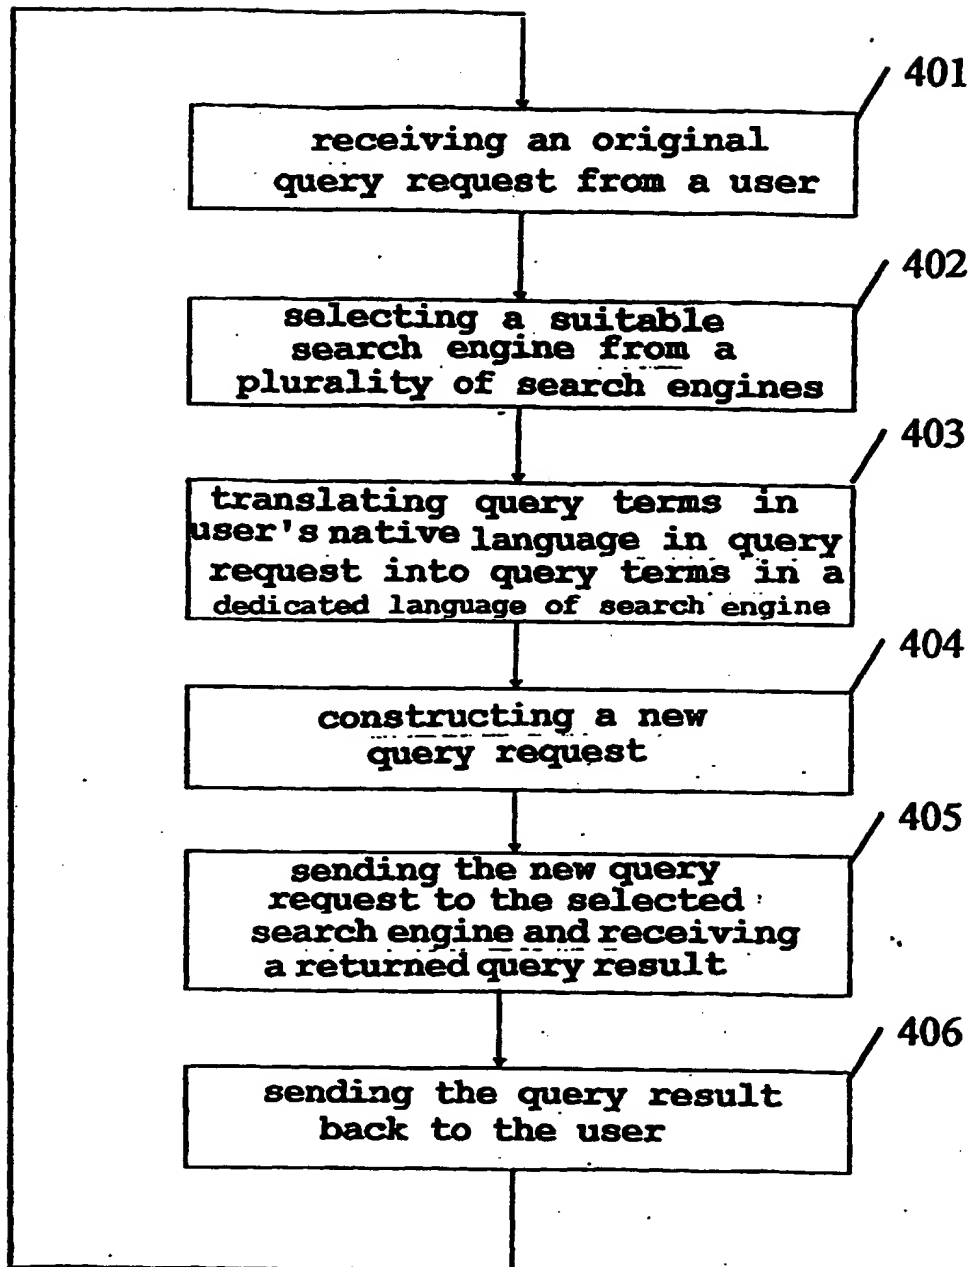 401
receiving an original
query request from a user
402
selecting a suitable
search engine from a
plurality of search engines
403
translating query terms in
user's native language in query
request into query terms in a
dedicated language of search engine
404
constructing a new
query request
405
sending the new query
request to the selected
search engine and receiving
a returned query result
406
sending the query result
back to the user